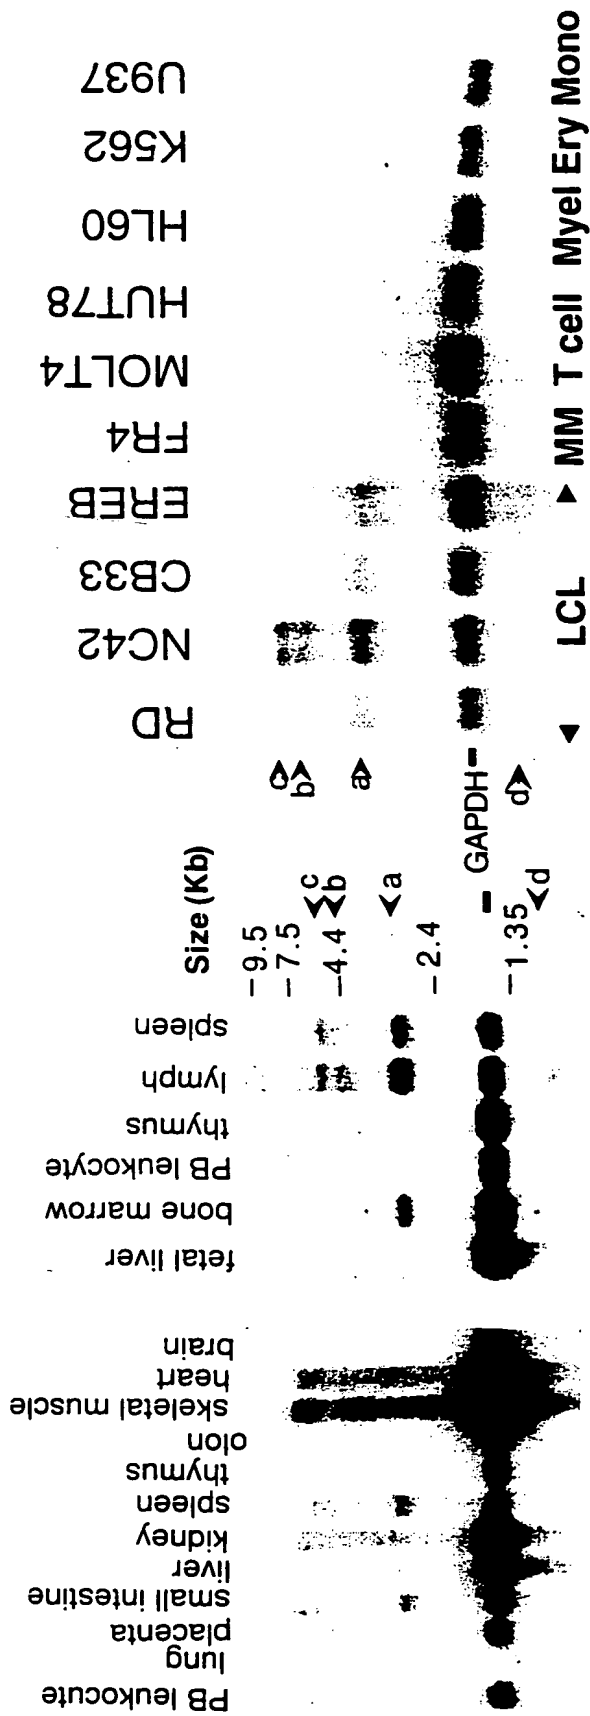 U937
K562
HL60
HUT78
MOLT4
FR4
EREB
CB33
NC42
RD
Mono
Ery
Myel
T cell
MM
LCL
c
b
a
GAPDH
d
Size (Kb)
-9.5
-7.5
-4.4
-2.4
-1.35
c
b
a
d
spleen
lymph
thymus
PB leukocyte
bone marrow
fetal liver
brain
heart
skeletal muscle
olon
thymus
spleen
kidney
liver
small intestine
placenta
lung
PB leukocute